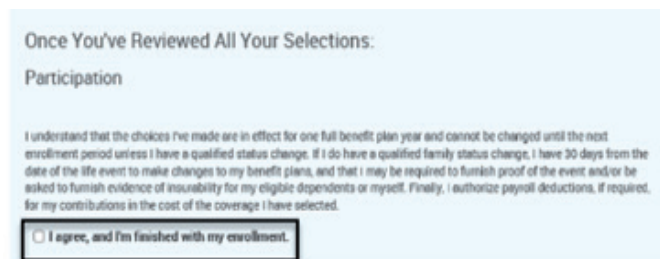 Once You've Reviewed All Your Selections:
Participation
I understand that the choices I've made are in effect for one full benefit plan year and cannot be changed until the next
enrollment period unless I have a qualified status change. If I do have a qualified family status change, I have 30 days from the
date of the life event to make changes to my benefit plans, and that I may be required to furnish proof of the event and/or be
asked to furnish evidence of insurability for my eligible dependents or myself. Finally, I authorize payroll deductions, if required,
for my contributions in the cost of the coverage I have selected.
I agree, and I'm finished with my enrollment.